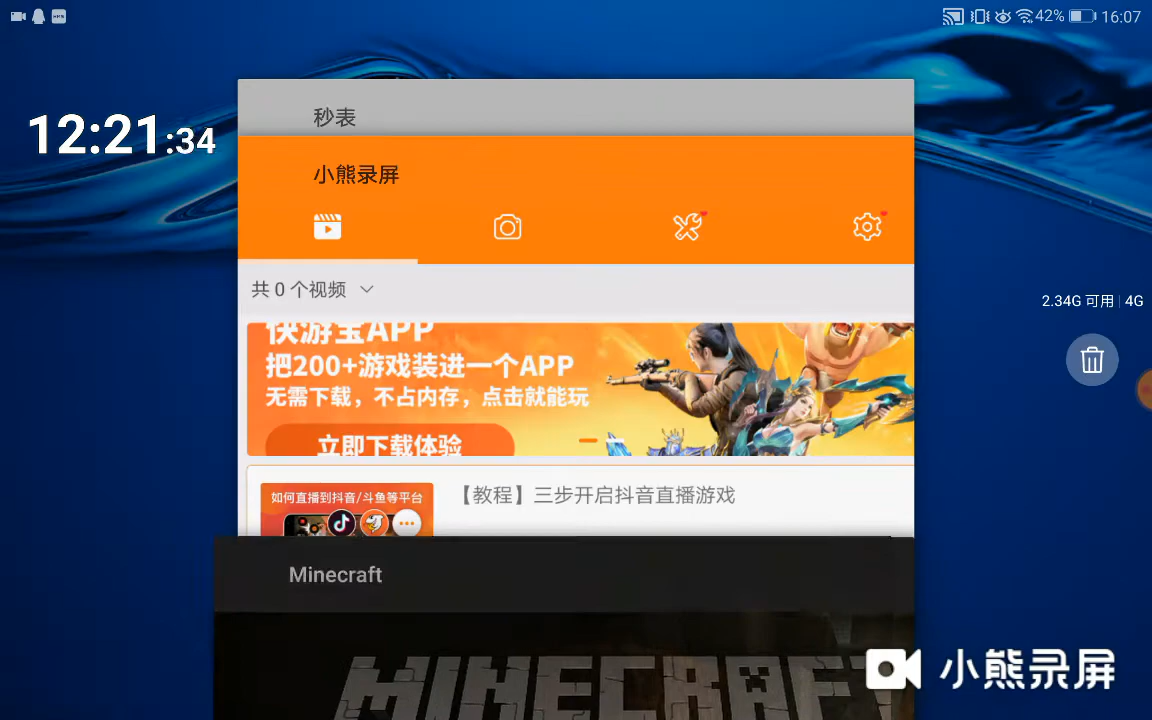 42% 16:07
12:21:34
秒表
小熊录屏
共 0 个视频
快游宝APP
把200+游戏装进一个APP
无需下载，不占内存，点击就能玩
立即下载体验
2.34G 可用 | 4G
如何直播到抖音/斗鱼等平台
【教程】三步开启抖音直播游戏
Minecraft
MINECRAFT
小熊录屏